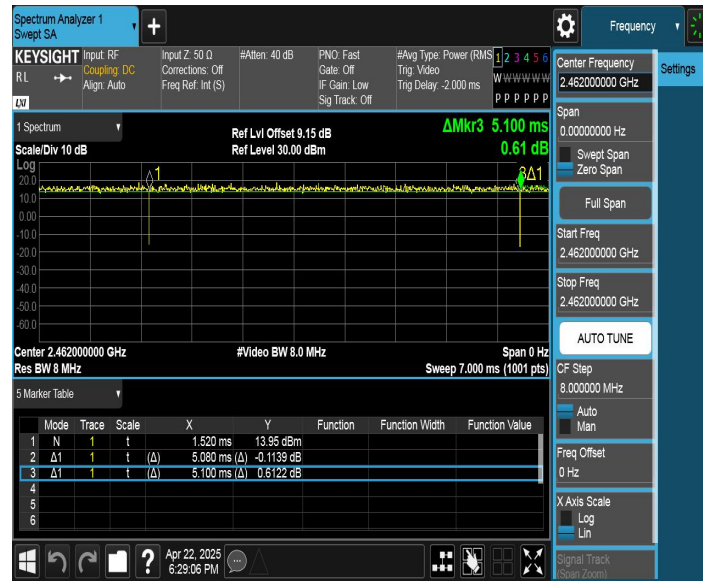 Spectrum Analyzer 1
Swept SA
Frequency
KEYSIGHT
RL
LXI
Input: RF
Coupling: DC
Align: Auto
Input Z: 50 Ω
Corrections: Off
Freq Ref: Int (S)
#Atten: 40 dB
PNO: Fast
Gate: Off
IF Gain: Low
Sig Track: Off
#Avg Type: Power (RMS
Trig: Video
Trig Delay: -2.000 ms
1 2 3 4 5 6
W W W W W W
P P P P P P
1 Spectrum
Scale/Div 10 dB
Ref Lvl Offset 9.15 dB
Ref Level 30.00 dBm
ΔMkr3 5.100 ms
0.61 dB
Log
20.0
10.0
0.00
-10.0
-20.0
-30.0
-40.0
-50.0
-60.0
1
3Δ1
Center 2.462000000 GHz
#Video BW 8.0 MHz
Span 0 Hz
Res BW 8 MHz
Sweep 7.000 ms (1001 pts)
5 Marker Table
Mode Trace Scale X Y Function Function Width Function Value
1 N 1 t 1.520 ms 13.95 dBm
2 Δ1 1 t (Δ) 5.080 ms (Δ) -0.1139 dB
3 Δ1 1 t (Δ) 5.100 ms (Δ) 0.6122 dB
4
5
6
?
Apr 22, 2025
6:29:06 PM
Center Frequency
2.462000000 GHz
Span
0.00000000 Hz
Swept Span
Zero Span
Full Span
Start Freq
2.462000000 GHz
Stop Freq
2.462000000 GHz
AUTO TUNE
CF Step
8.000000 MHz
Auto
Man
Freq Offset
0 Hz
X Axis Scale
Log
Lin
Signal Track
(Span Zoom)
Settings